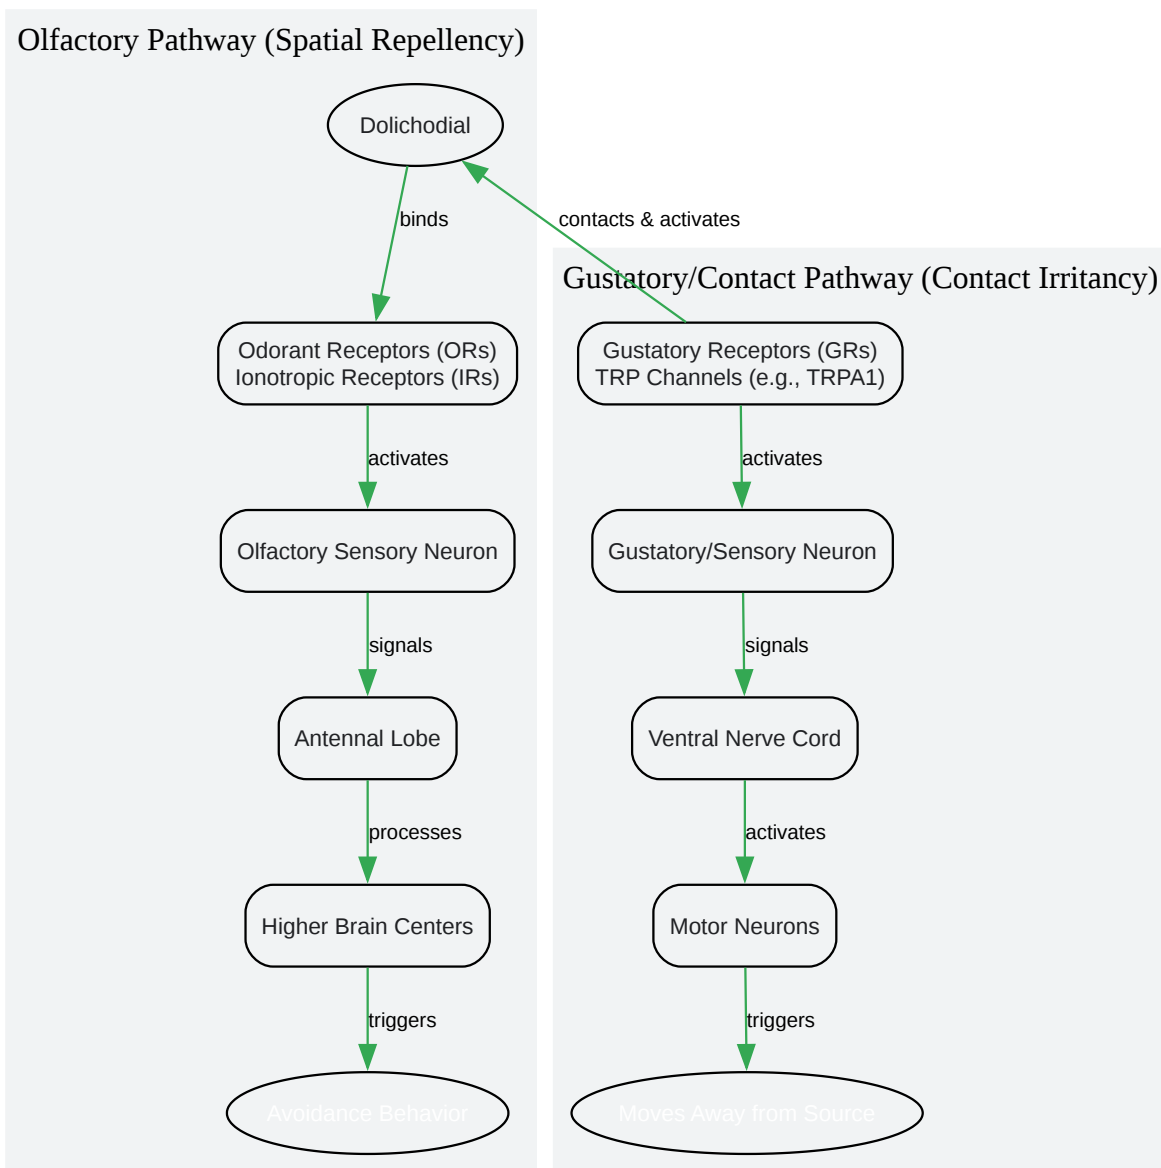 Olfactory Pathway (Spatial Repellency)
Dolichodial
binds
contacts & activates
Gustatory/Contact Pathway (Contact Irritancy)
Odorant Receptors (ORs)
Ionotropic Receptors (IRs)
Gustatory Receptors (GRs)
TRP Channels (e.g., TRPA1)
activates
activates
Olfactory Sensory Neuron
Gustatory/Sensory Neuron
signals
signals
Antennal Lobe
Ventral Nerve Cord
processes
activates
Higher Brain Centers
Motor Neurons
triggers
triggers
Avoidance Behavior
Moves Away from Source